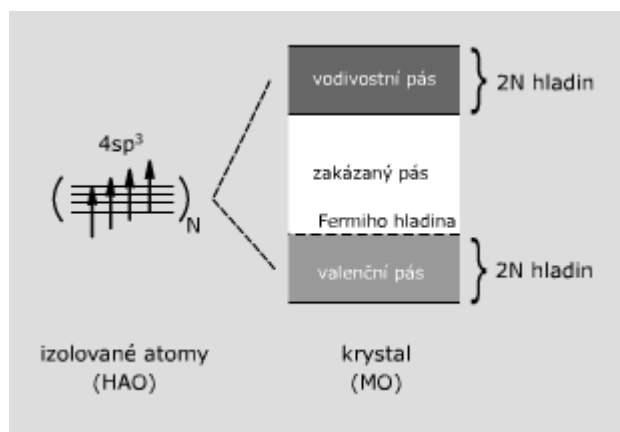 vodivostní pás
2N hladin
4sp³
zakázaný pás
( )N
Fermiho hladina
valenční pás
2N hladin
izolované atomy
(HAO)
krystal
(MO)